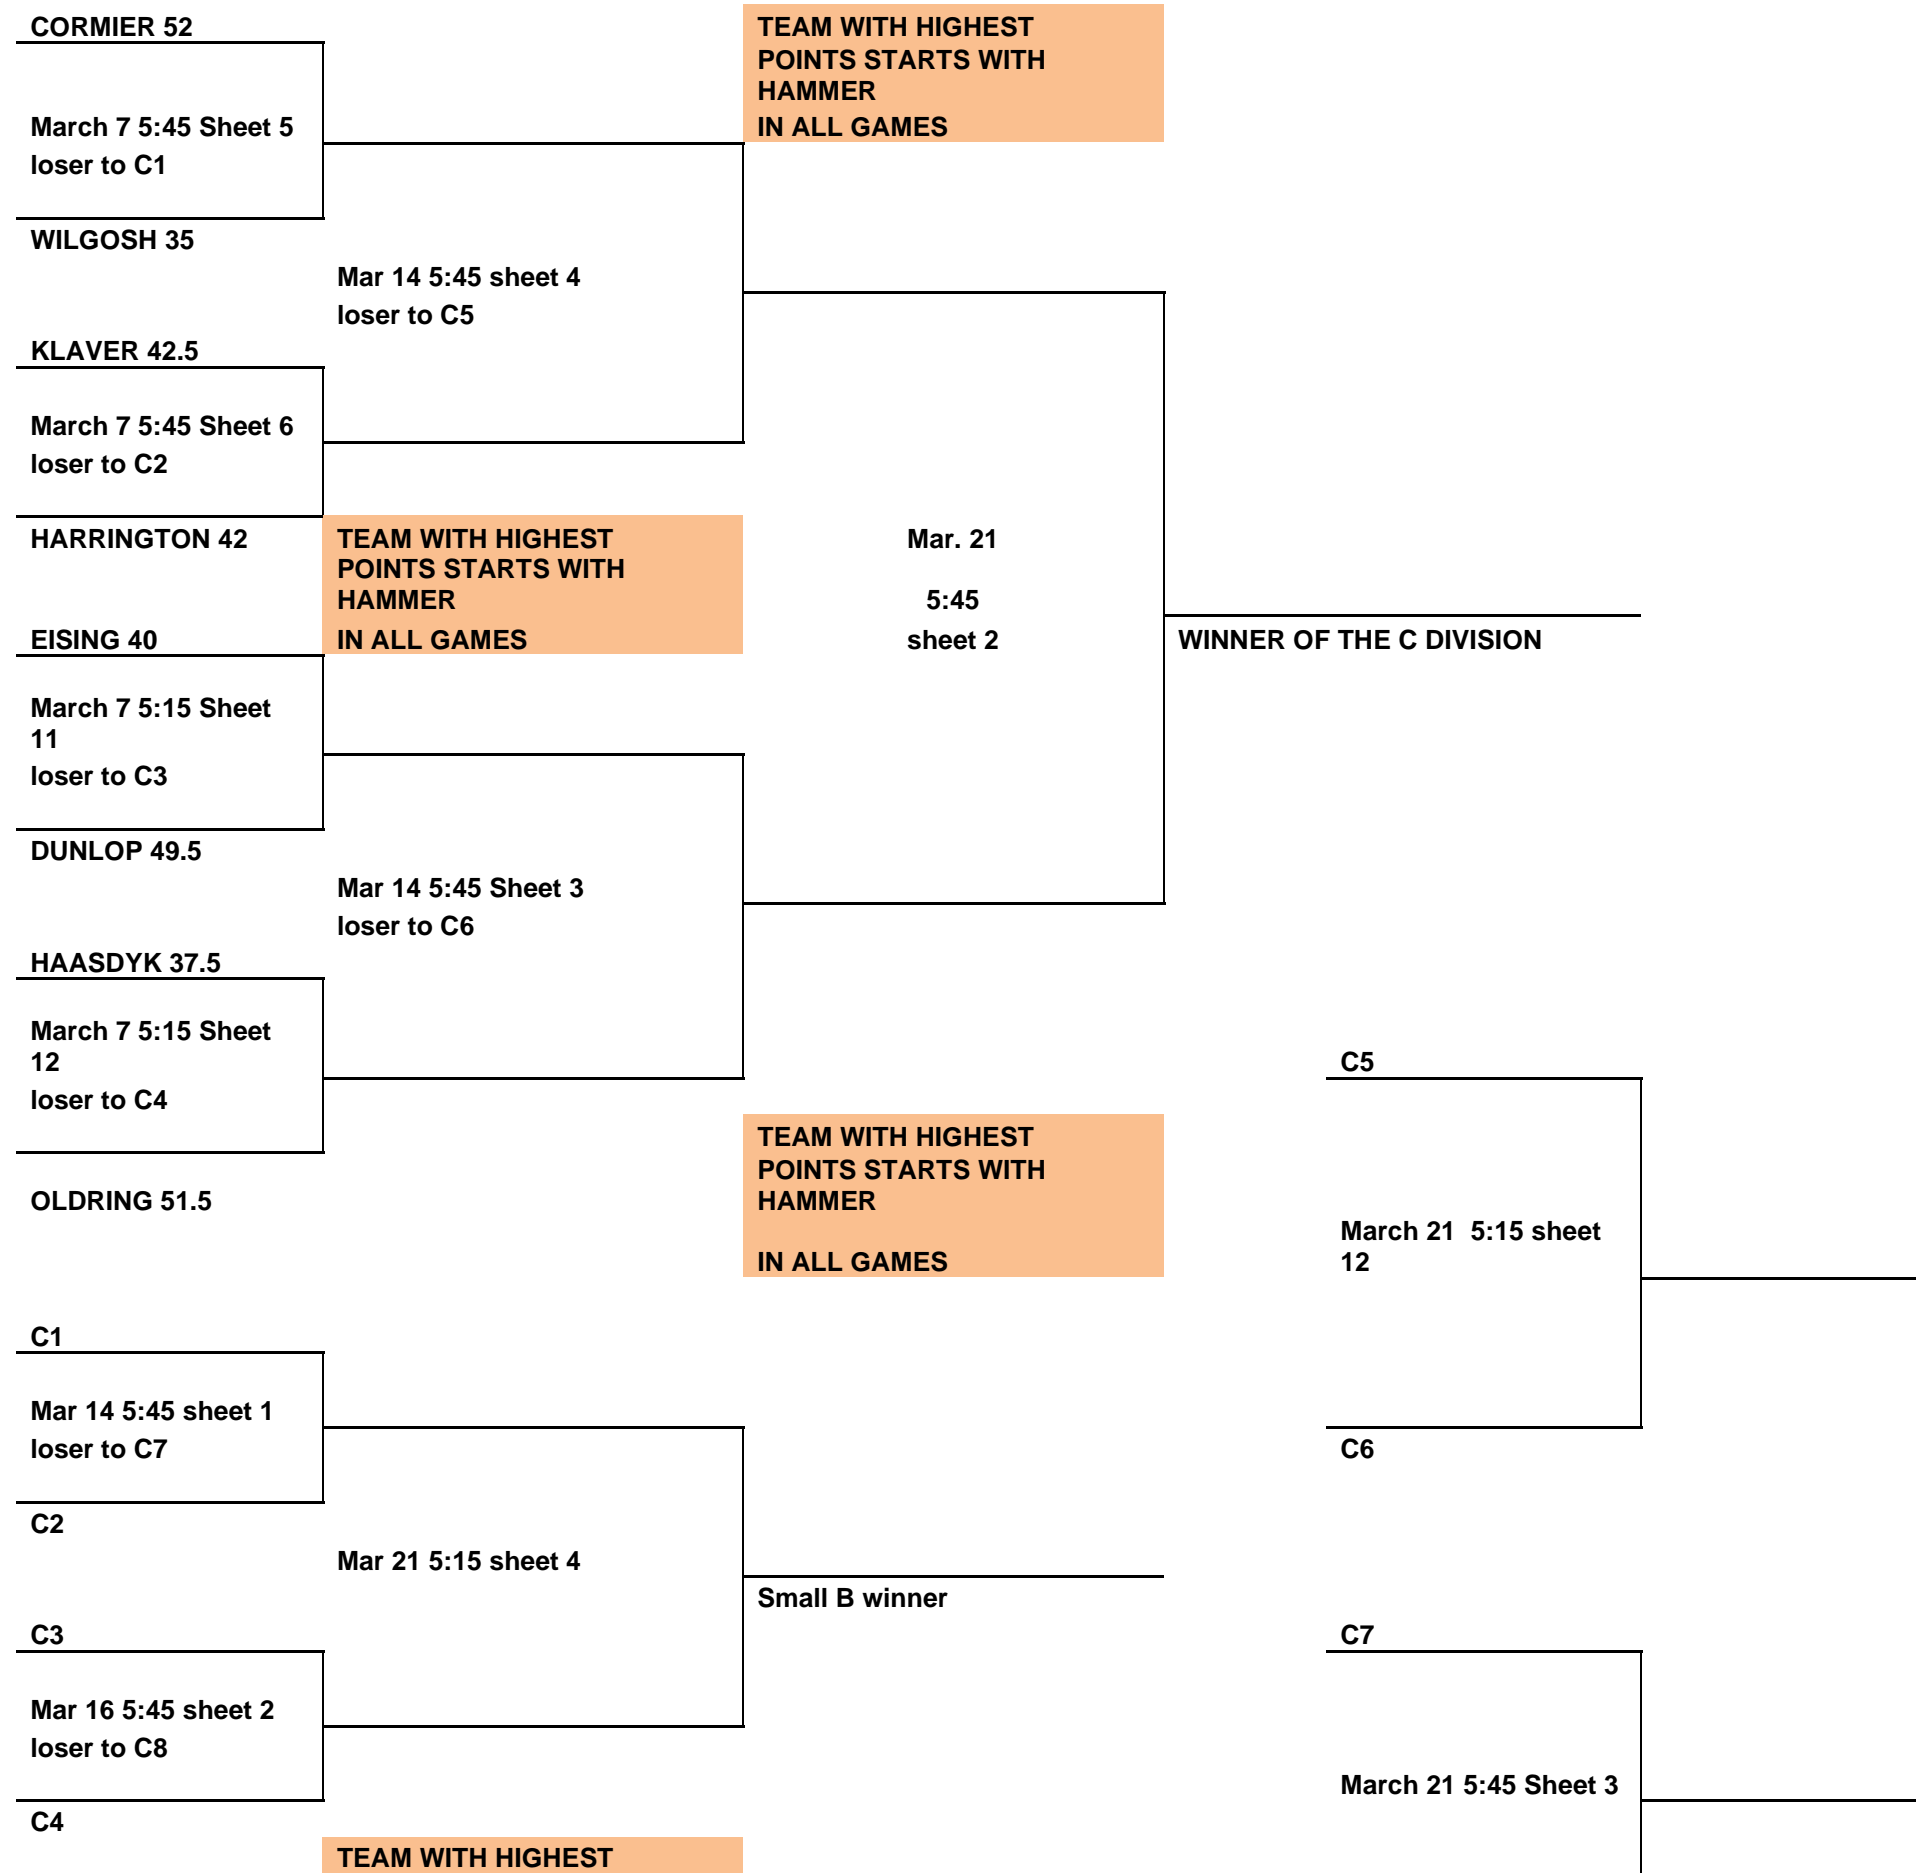 CORMIER 52
TEAM WITH HIGHEST
POINTS STARTS WITH
HAMMER
IN ALL GAMES
March 7 5:45 Sheet 5
loser to C1
WILGOSH 35
Mar 14 5:45 sheet 4
loser to C5
KLAVER 42.5
March 7 5:45 Sheet 6
loser to C2
HARRINGTON 42
TEAM WITH HIGHEST
POINTS STARTS WITH
HAMMER
IN ALL GAMES
Mar. 21
5:45
sheet 2
EISING 40
WINNER OF THE C DIVISION
March 7 5:15 Sheet
11
loser to C3
DUNLOP 49.5
Mar 14 5:45 Sheet 3
loser to C6
HAASDYK 37.5
March 7 5:15 Sheet
12
loser to C4
C5
TEAM WITH HIGHEST
POINTS STARTS WITH
HAMMER
IN ALL GAMES
OLDRING 51.5
March 21  5:15 sheet
12
C1
Mar 14 5:45 sheet 1
loser to C7
C6
C2
Mar 21 5:15 sheet 4
Small B winner
C3
C7
Mar 16 5:45 sheet 2
loser to C8
March 21 5:45 Sheet 3
C4
TEAM WITH HIGHEST